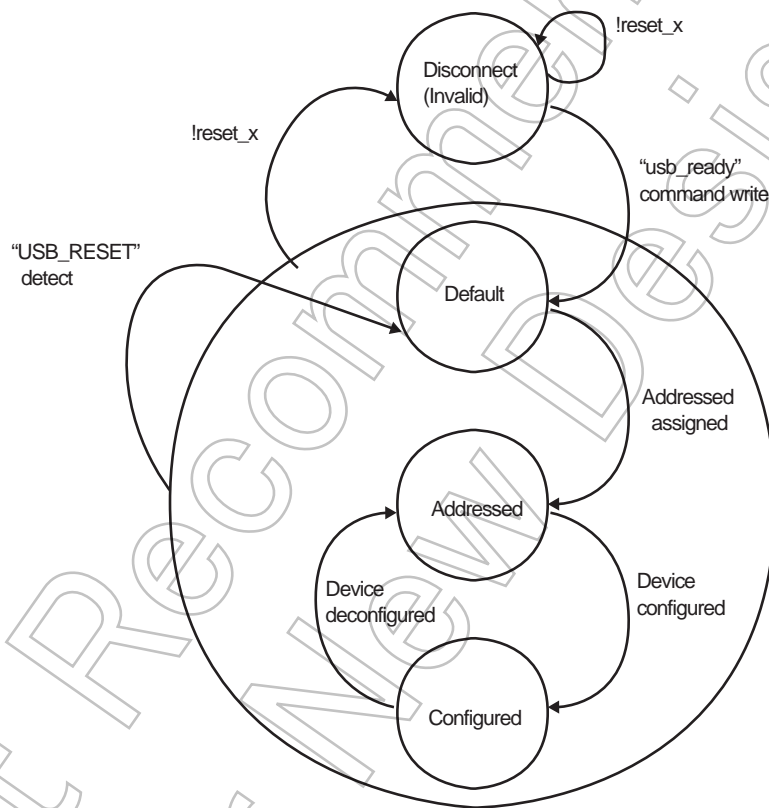 !reset_x
Disconnect
(Invalid)
!reset_x
“usb_ready”
command write
“USB_RESET”
detect
Default
Addressed
assigned
Addressed
Device
deconfigured
Device
configured
Configured